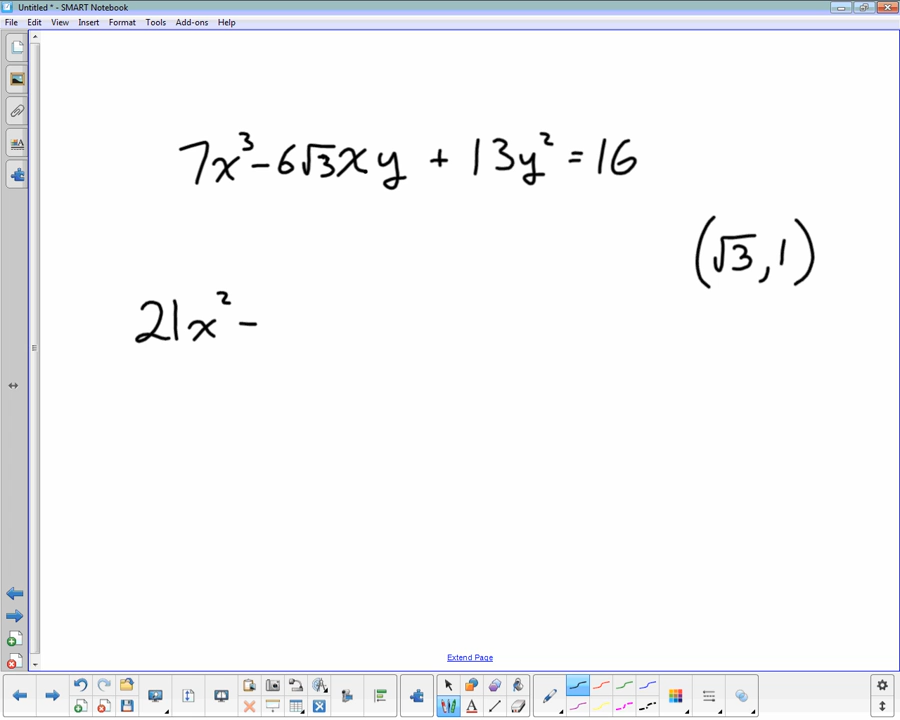 Untitled * - SMART Notebook
File Edit View Insert Format Tools Add-ons Help
7x³ - 6√3xy + 13y² = 16
(√3, 1)
21x² -
Extend Page